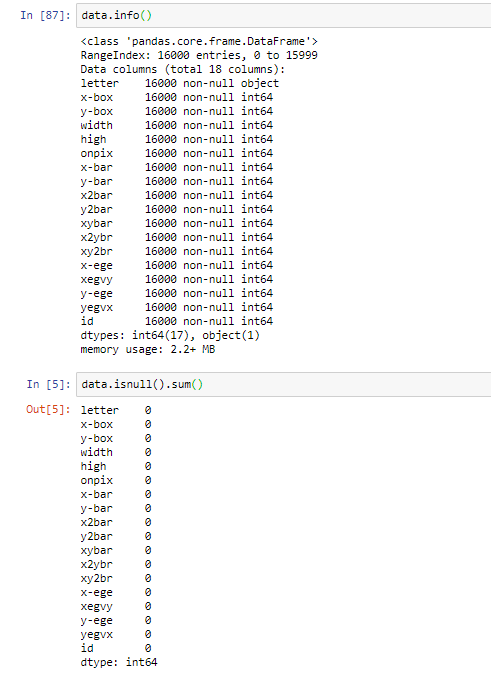 In [87]: data.info()
<class 'pandas.core.frame.DataFrame'>
RangeIndex: 16000 entries, 0 to 15999
Data columns (total 18 columns):
letter    16000 non-null object
x-box     16000 non-null int64
y-box     16000 non-null int64
width     16000 non-null int64
high      16000 non-null int64
onpix     16000 non-null int64
x-bar     16000 non-null int64
y-bar     16000 non-null int64
x2bar     16000 non-null int64
y2bar     16000 non-null int64
xybar     16000 non-null int64
x2ybr     16000 non-null int64
xy2br     16000 non-null int64
x-ege     16000 non-null int64
xegvy     16000 non-null int64
y-ege     16000 non-null int64
yegvx     16000 non-null int64
id        16000 non-null int64
dtypes: int64(17), object(1)
memory usage: 2.2+ MB
In [5]: data.isnull().sum()
Out[5]: letter    0
x-box     0
y-box     0
width     0
high      0
onpix     0
x-bar     0
y-bar     0
x2bar     0
y2bar     0
xybar     0
x2ybr     0
xy2br     0
x-ege     0
xegvy     0
y-ege     0
yegvx     0
id        0
dtype: int64